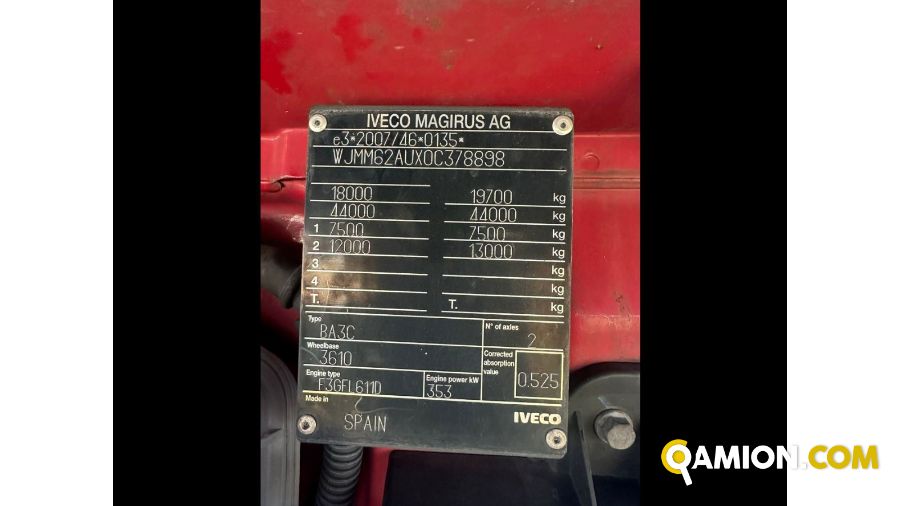 IVECO MAGIRUS AG
e3*2007/46*0135*
WJMM62AUX0C378898
18000 19700 kg
44000 44000 kg
1 7500 7500 kg
2 12000 13000 kg
3 kg
4 kg
T. T. kg
Type BA3C N° of axles 2
Wheelbase 3610
Corrected absorption value 0.525
Engine type F3GFL611D Engine power kW 353
Made in SPAIN
IVECO
QAMION.COM